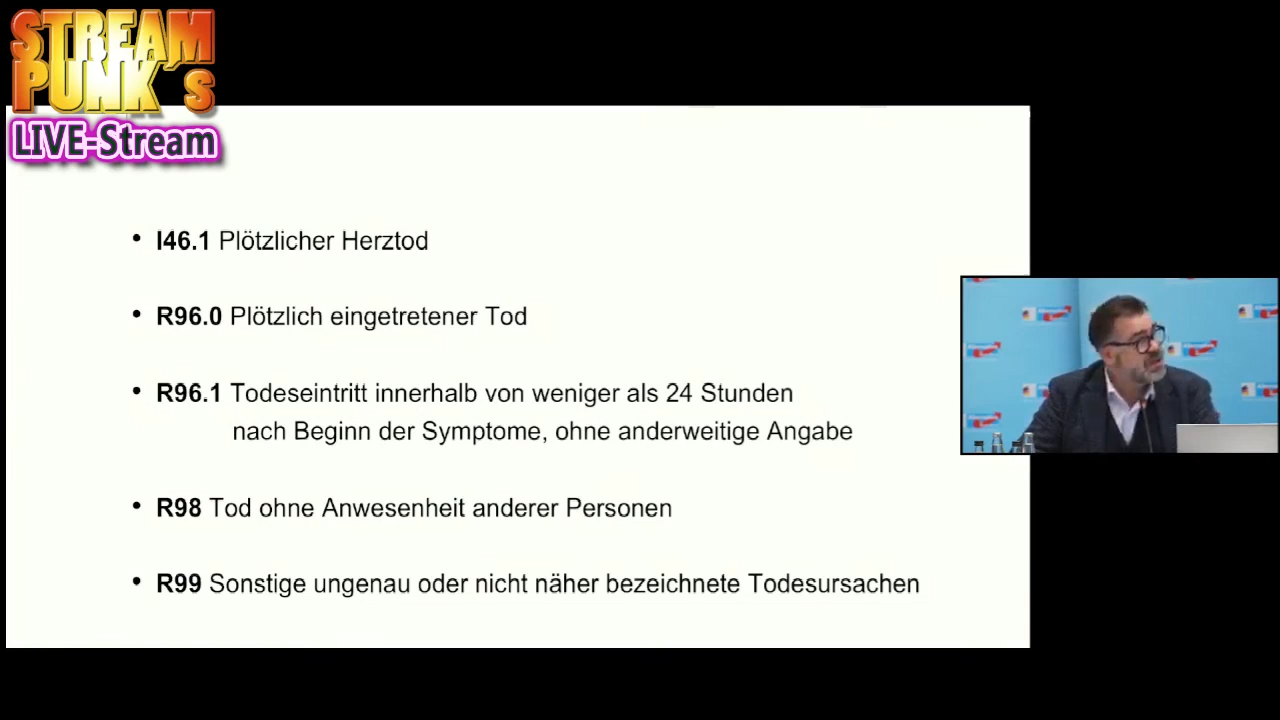 STREAM
PUNK´s
LIVE-Stream
• I46.1 Plötzlicher Herztod
• R96.0 Plötzlich eingetretener Tod
• R96.1 Todeseintritt innerhalb von weniger als 24 Stunden
nach Beginn der Symptome, ohne anderweitige Angabe
• R98 Tod ohne Anwesenheit anderer Personen
• R99 Sonstige ungenau oder nicht näher bezeichnete Todesursachen